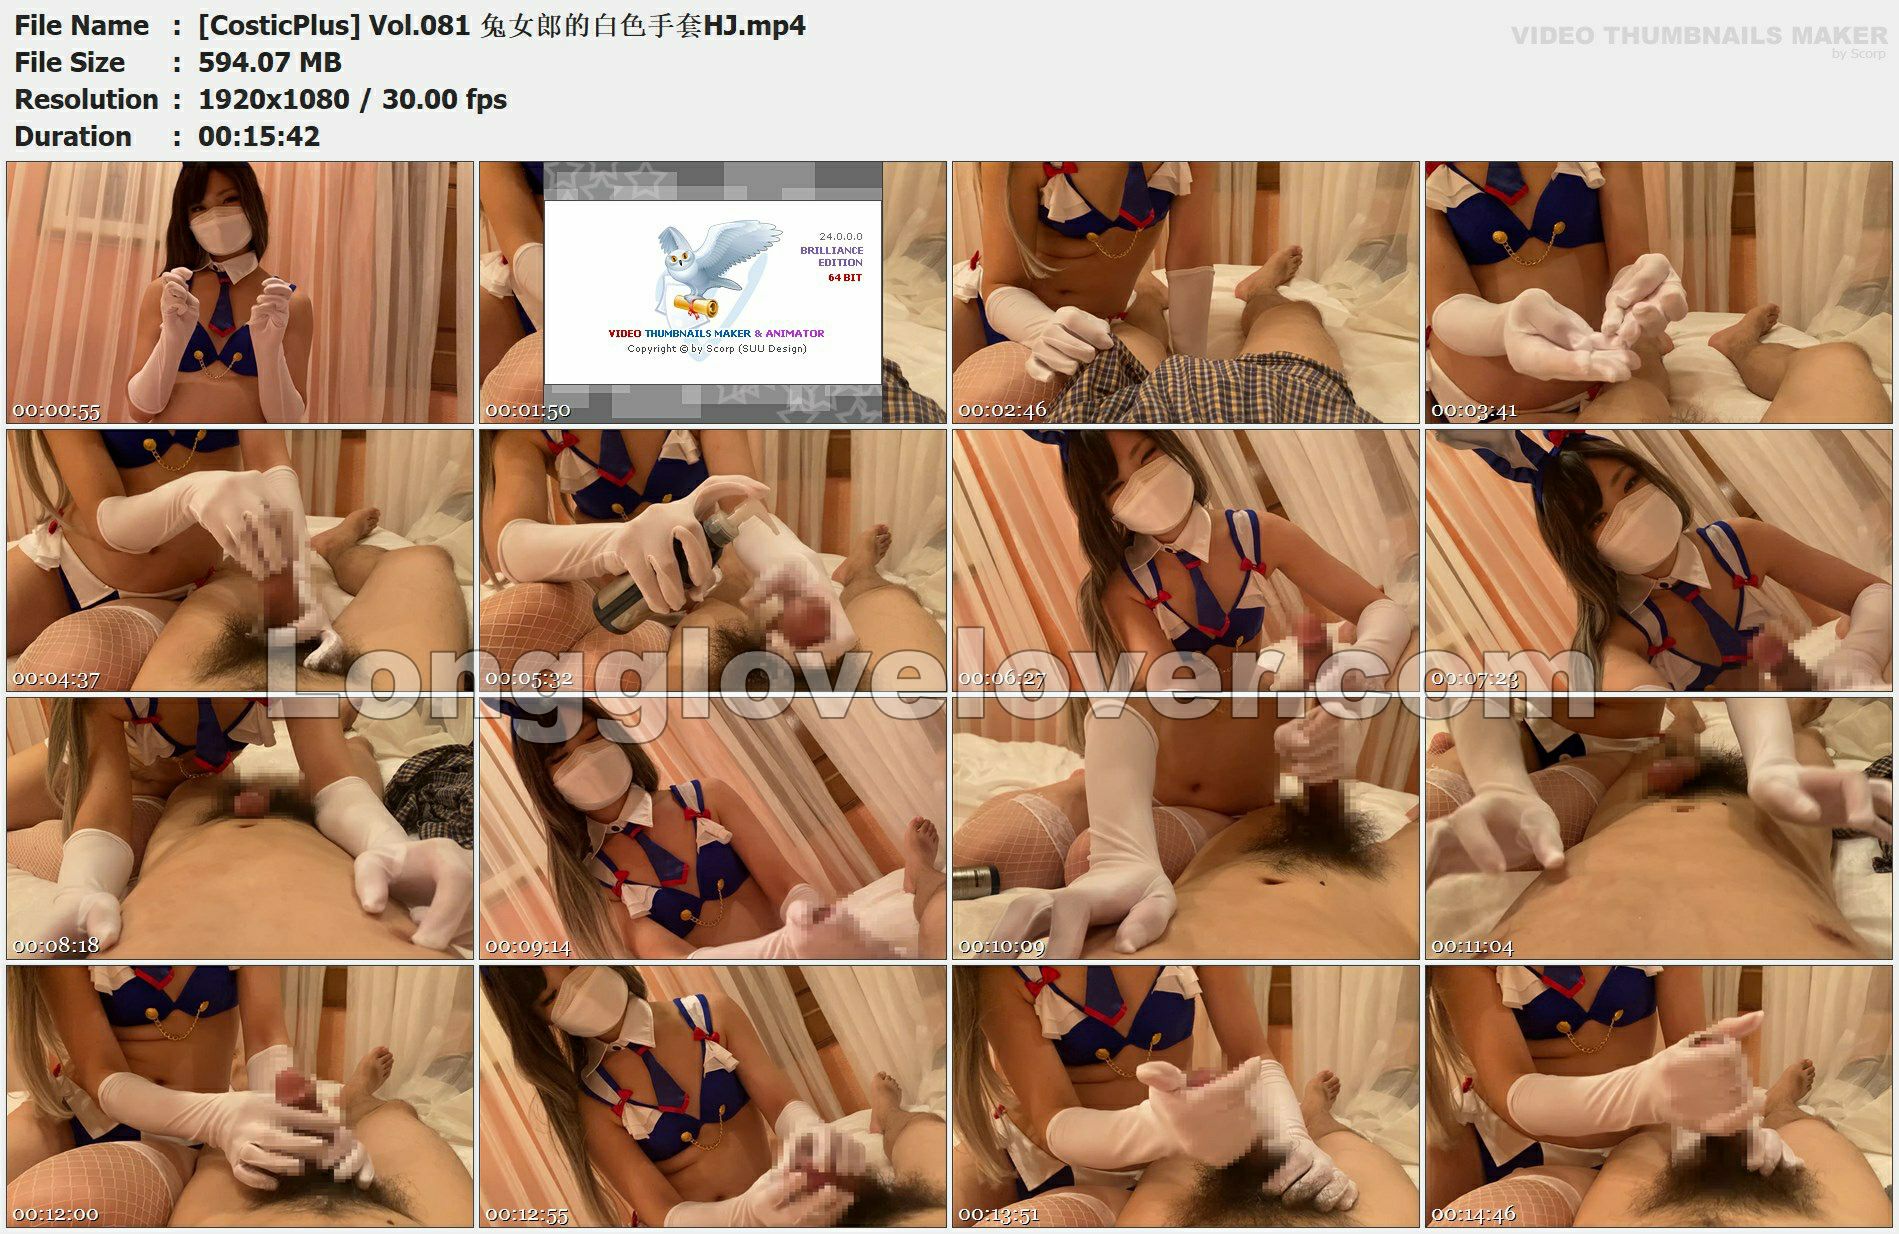 File Name : [CosticPlus] Vol.081 兔女郎的白色手套HJ.mp4
File Size : 594.07 MB
Resolution : 1920x1080 / 30.00 fps
Duration : 00:15:42
VIDEO THUMBNAILS MAKER
by Scorp
00:00:55
24.0.0.0
BRILLIANCE
EDITION
64 BIT
VIDEO THUMBNAILS MAKER & ANIMATOR
Copyright © by Scorp (SUU Design)
00:01:50
00:02:46
00:03:41
00:04:37
00:05:32
00:06:27
00:07:23
Longglovelover.com
00:08:18
00:09:14
00:10:09
00:11:04
00:12:00
00:12:55
00:13:51
00:14:46